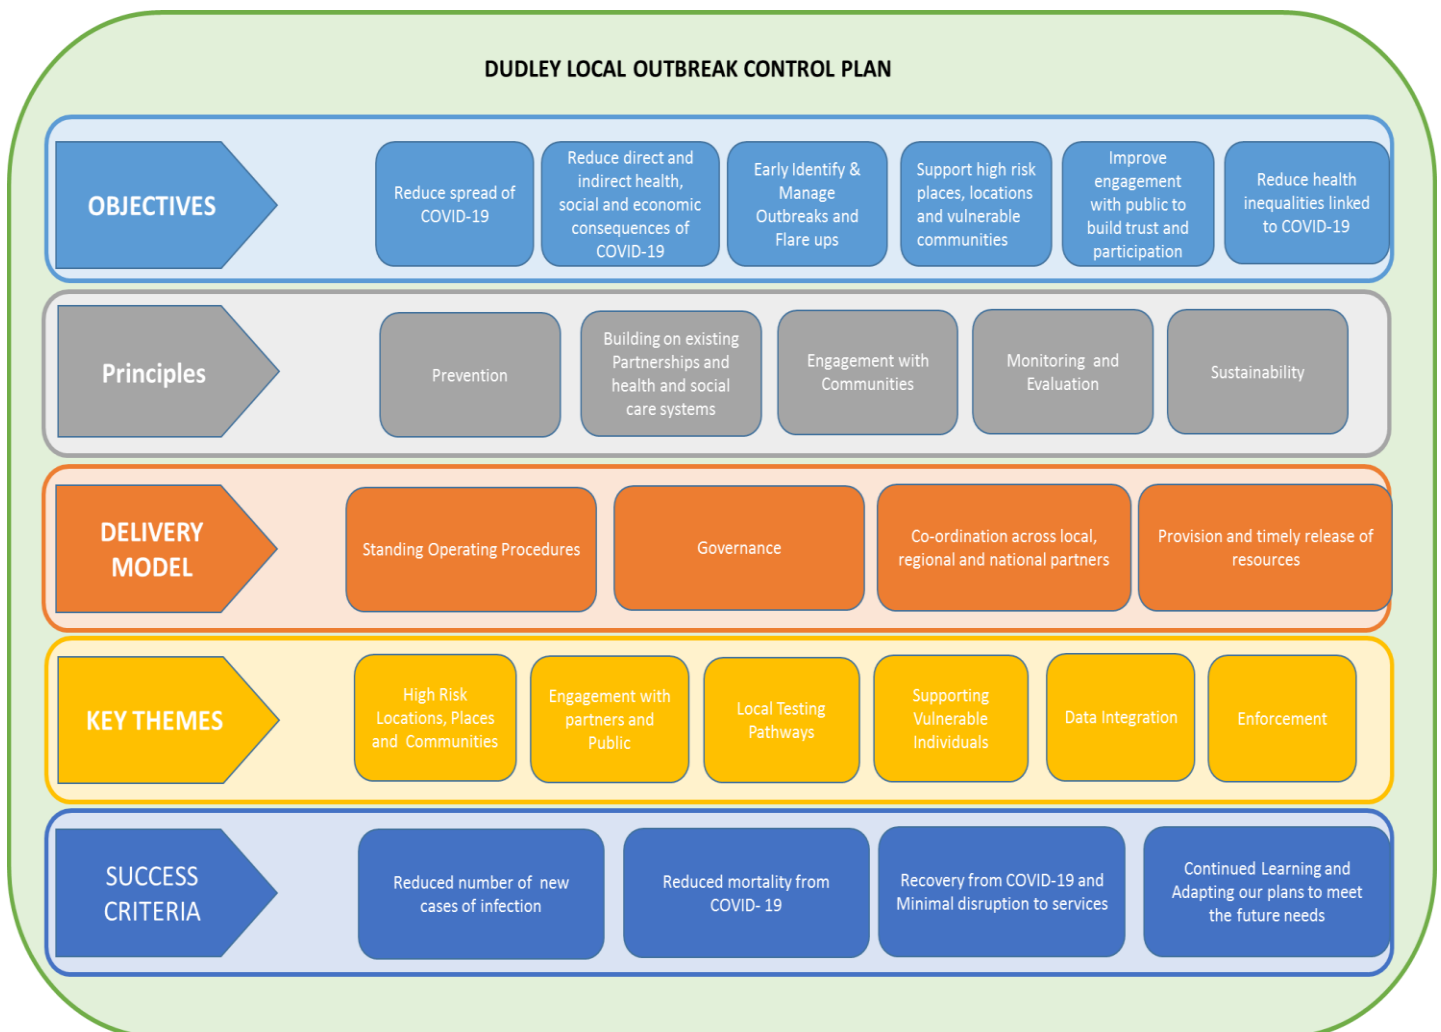 DUDLEY LOCAL OUTBREAK CONTROL PLAN
OBJECTIVES
Reduce spread of
COVID-19
Reduce direct and
indirect health,
social and economic
consequences of
COVID-19
Early Identify &
Manage
Outbreaks and
Flare ups
Support high risk
places, locations
and vulnerable
communities
Improve
engagement
with public to
build trust and
participation
Reduce health
inequalities linked
to COVID-19
Principles
Prevention
Building on existing
Partnerships and
health and social
care systems
Engagement with
Communities
Monitoring and
Evaluation
Sustainability
DELIVERY
MODEL
Standing Operating Procedures
Governance
Co-ordination across local,
regional and national partners
Provision and timely release of
resources
KEY THEMES
High Risk
Locations, Places
and Communities
Engagement with
partners and
Public
Local Testing
Pathways
Supporting
Vulnerable
Individuals
Data Integration
Enforcement
SUCCESS
CRITERIA
Reduced number of new
cases of infection
Reduced mortality from
COVID- 19
Recovery from COVID-19 and
Minimal disruption to services
Continued Learning and
Adapting our plans to meet
the future needs